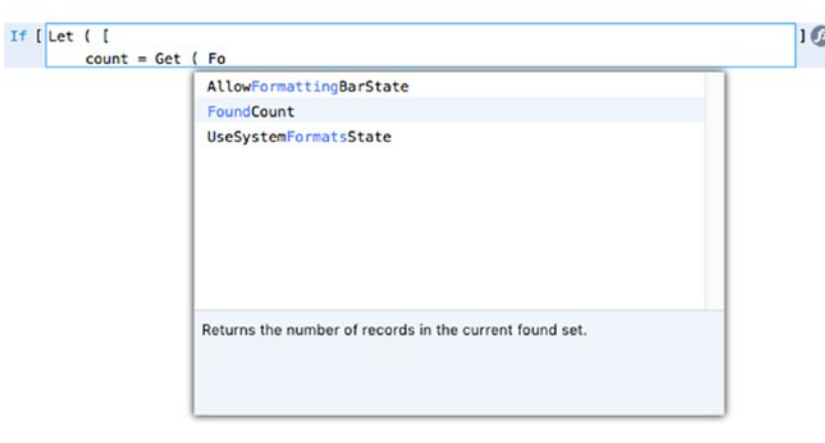 If [ Let ( [ ]
count = Get ( Fo
AllowFormattingBarState
FoundCount
UseSystemFormatsState
Returns the number of records in the current found set.